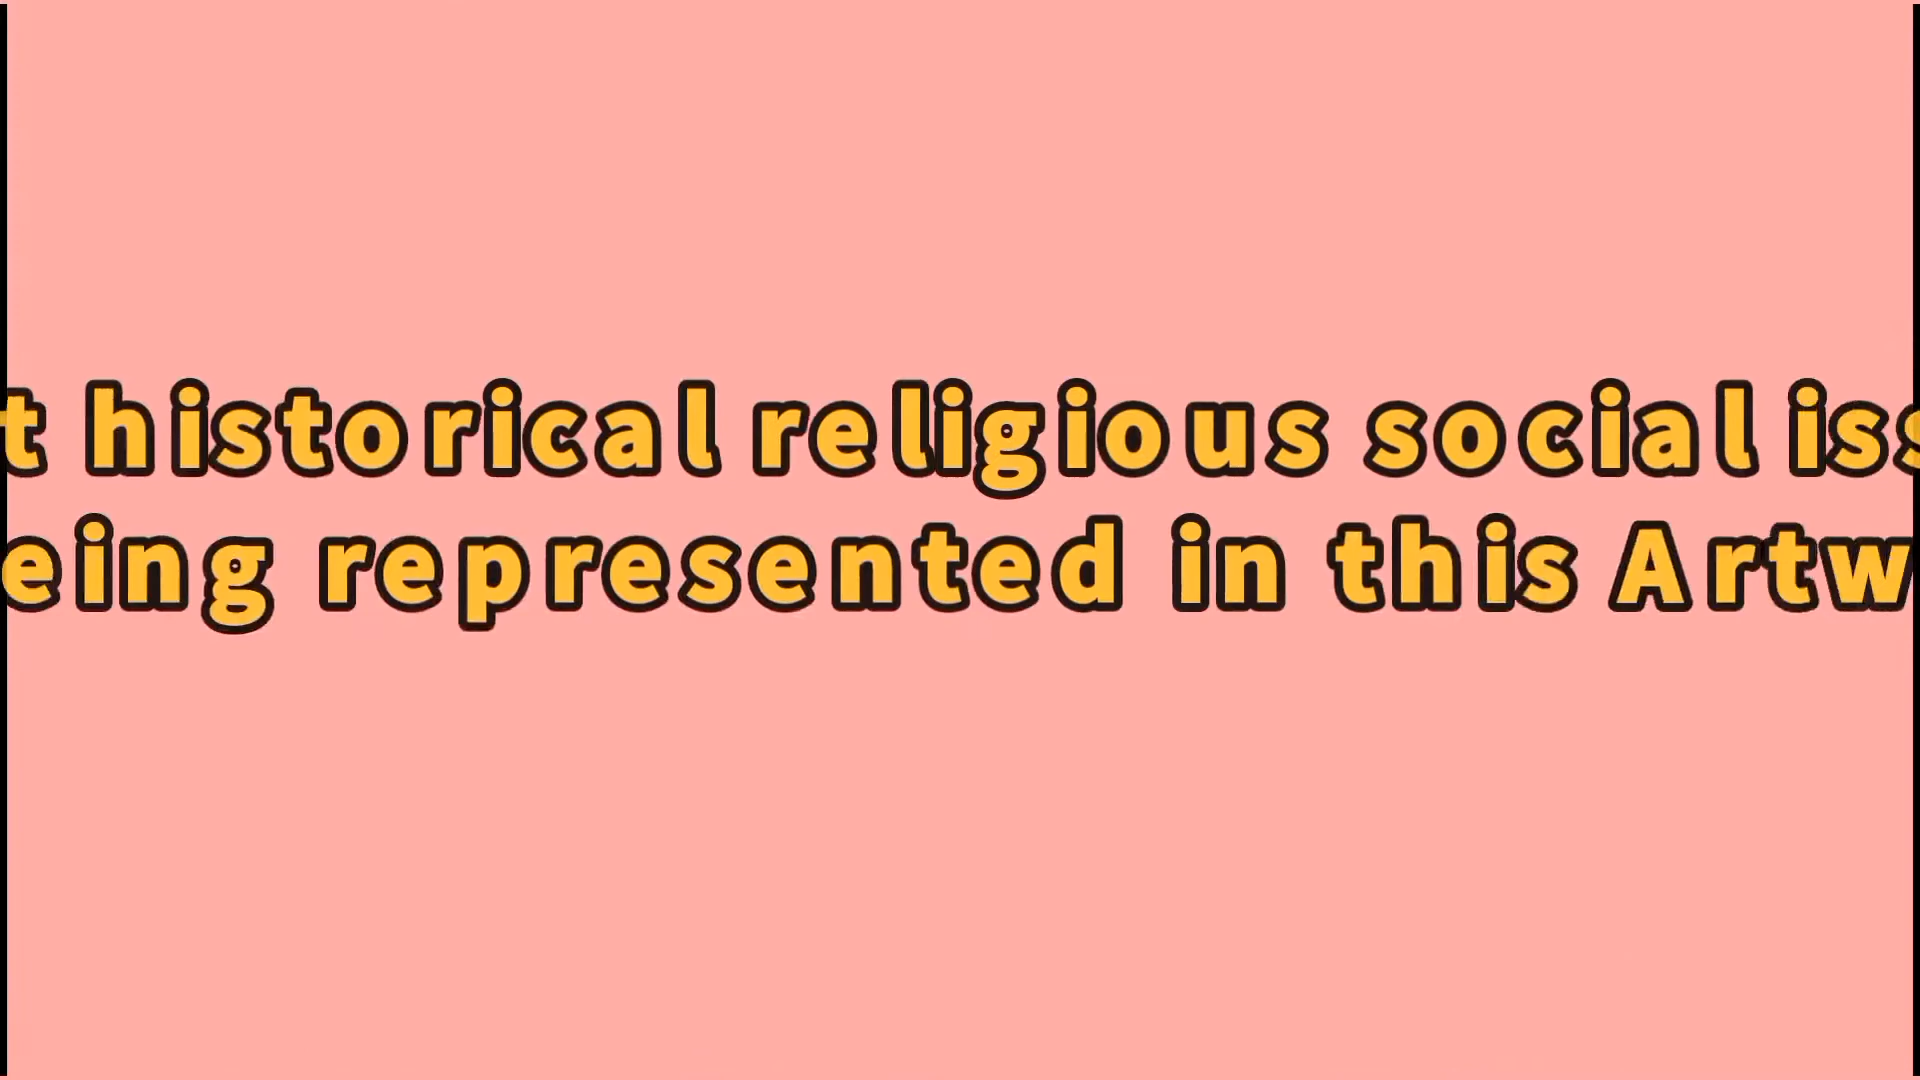 t historical religious social iss
eing represented in this Artw